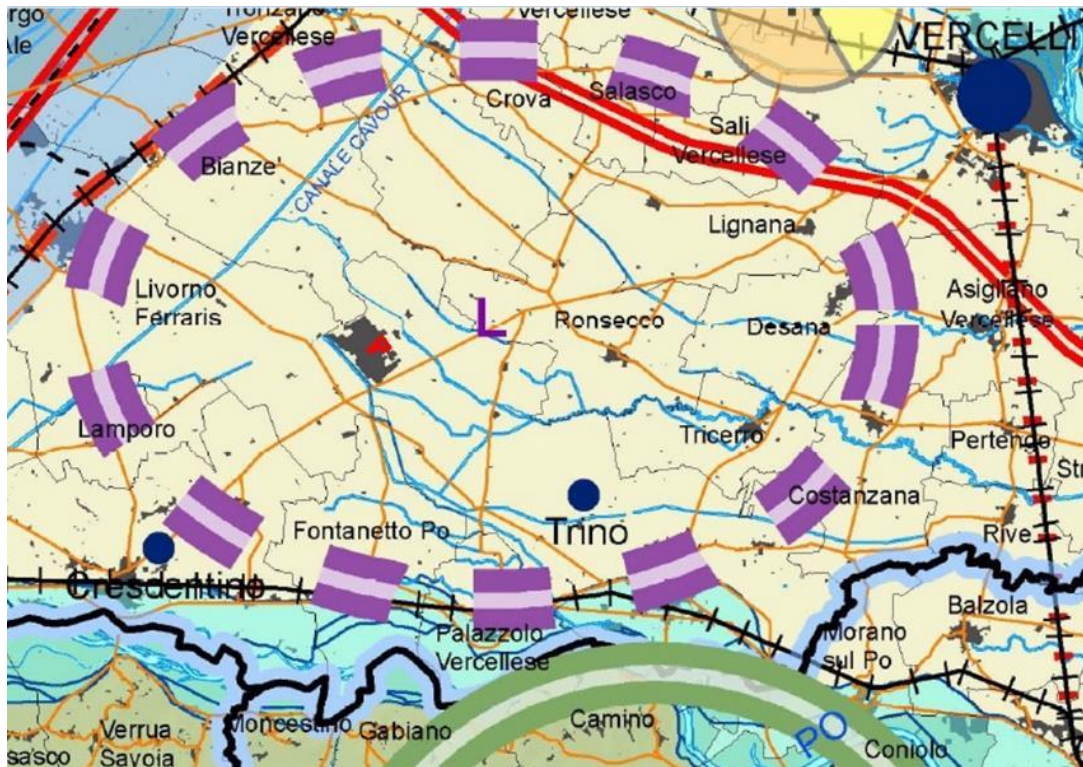 Vercellese
Vercellese
VERCELLI
Crova
Salasco
Sali
Vercellese
Bianze'
CANALE CAVOUR
Lignana
Livorno
Ferraris
L
Ronsecco
Desana
Asigliano
Vercellese
Lamporo
Tricerro
Pertengo
Costanzana
Fontanetto Po
Trino
Rive
Crescentino
Balzola
Palazzolo
Vercellese
Morano
sul Po
Moncestino
Gabiano
Camino
PO
Coniolo
Verrua
Savoia